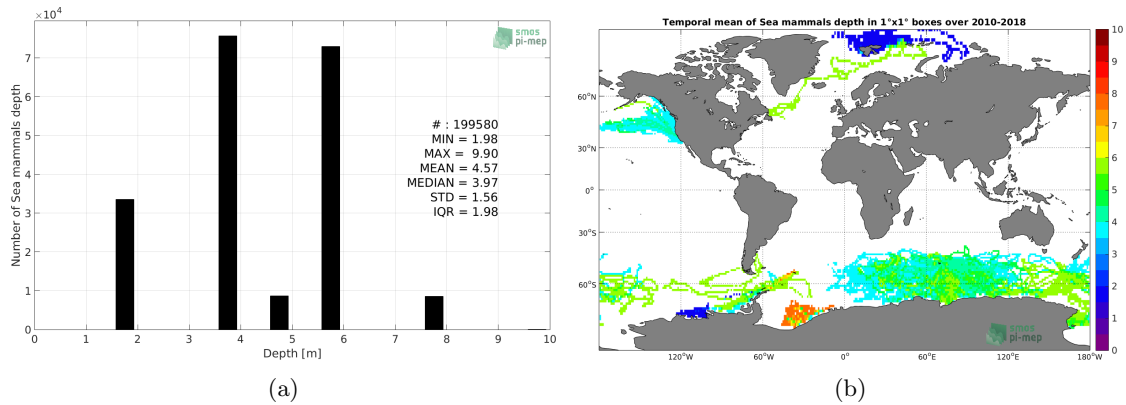 ×10⁴
8
7
6
5
4
3
2
1
0
Number of Sea mammals depth
smos
pi-mep
# : 199580
MIN = 1.98
MAX = 9.90
MEAN = 4.57
MEDIAN = 3.97
STD = 1.56
IQR = 1.98
0 1 2 3 4 5 6 7 8 9 10
Depth [m]
(a)
Temporal mean of Sea mammals depth in 1°x1° boxes over 2010-2018
60°N
30°N
0°
30°S
60°S
120°W 60°W 0° 60°E 120°E 180°W
smos
pi-mep
10
9
8
7
6
5
4
3
2
1
0
(b)